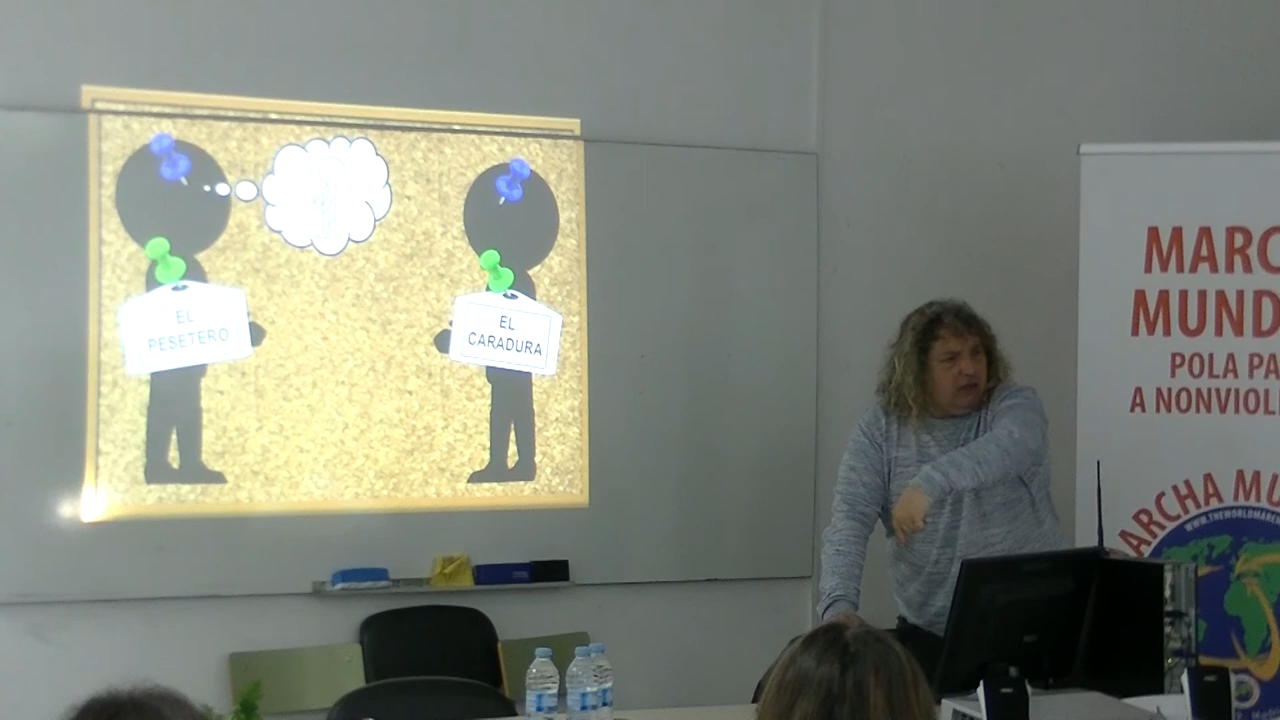 EL
PESETERO
EL
CARADURA
MARC
MUND
POLA PA
A NONVIOL
ARCHA MU